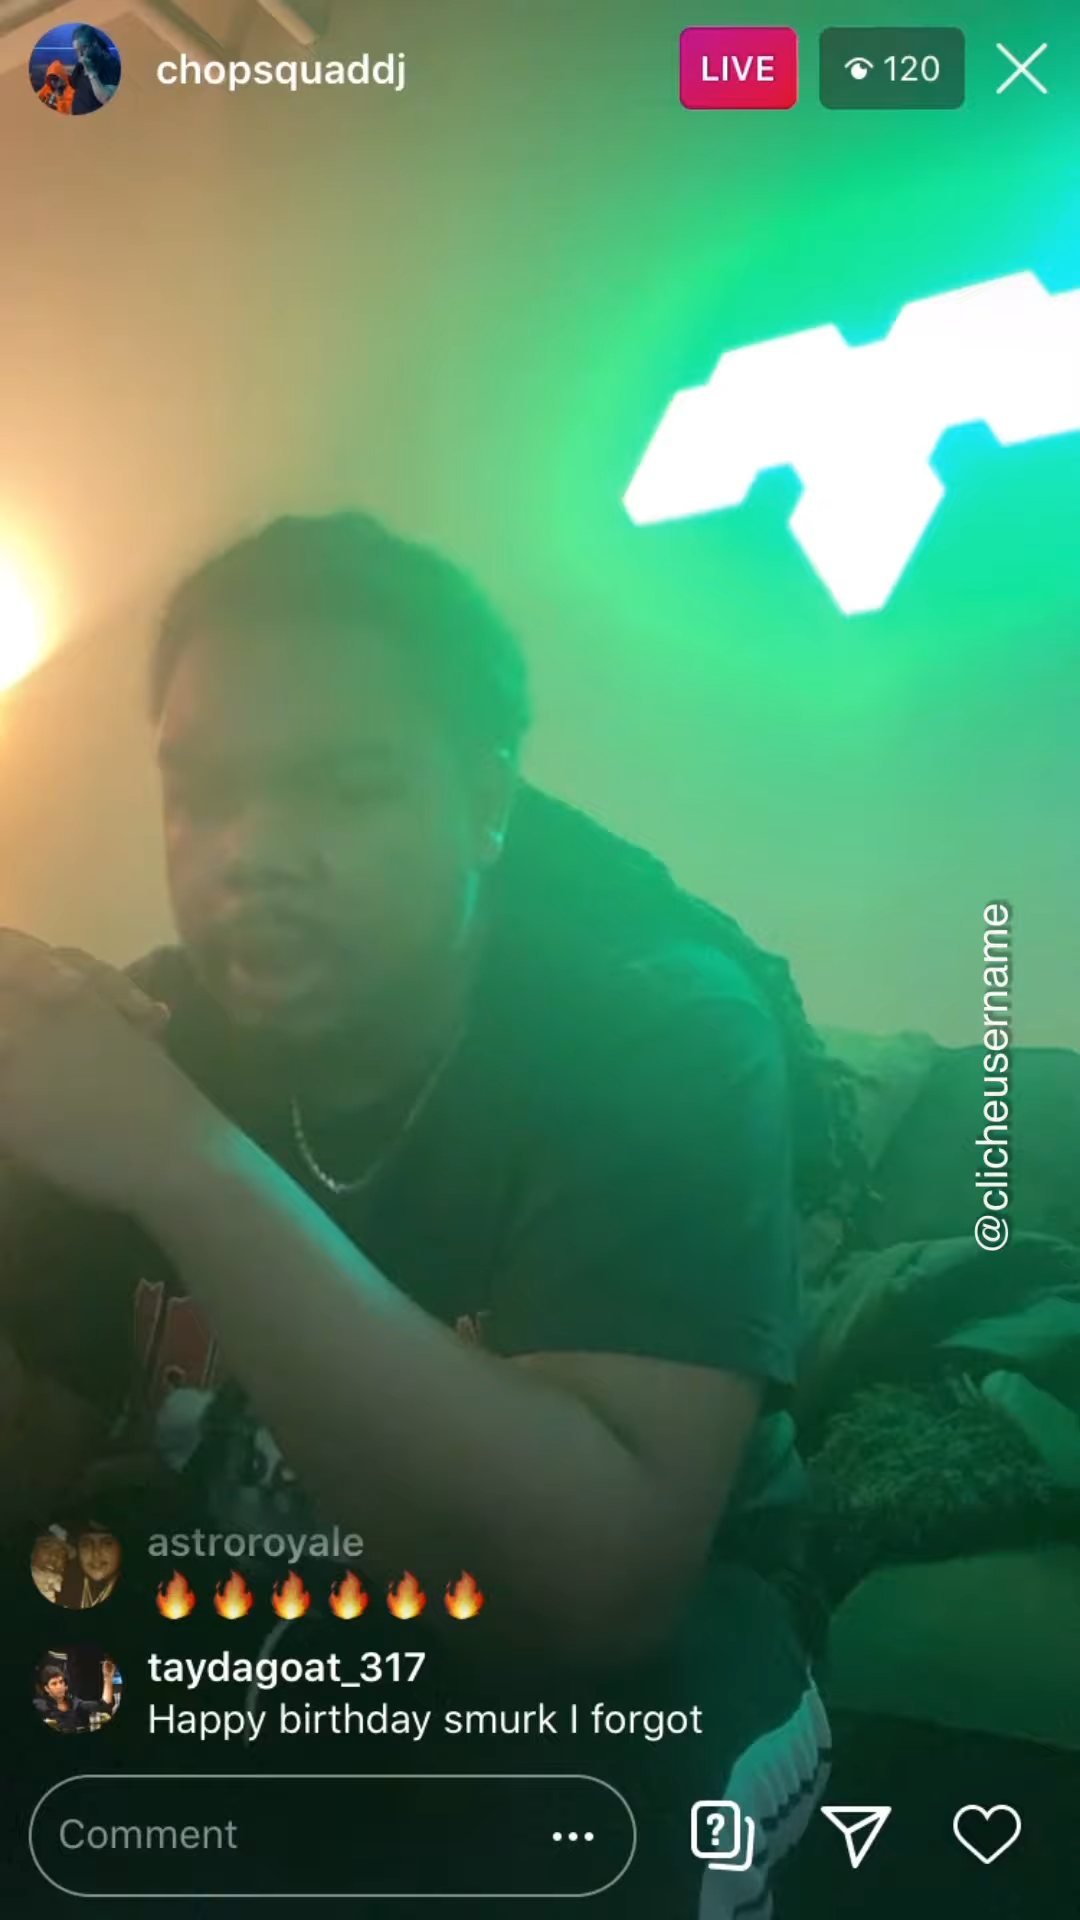 chopsquaddj
LIVE
120
@clicheusername
astroroyale
🔥🔥🔥🔥🔥🔥
taydagoat_317
Happy birthday smurk I forgot
Comment